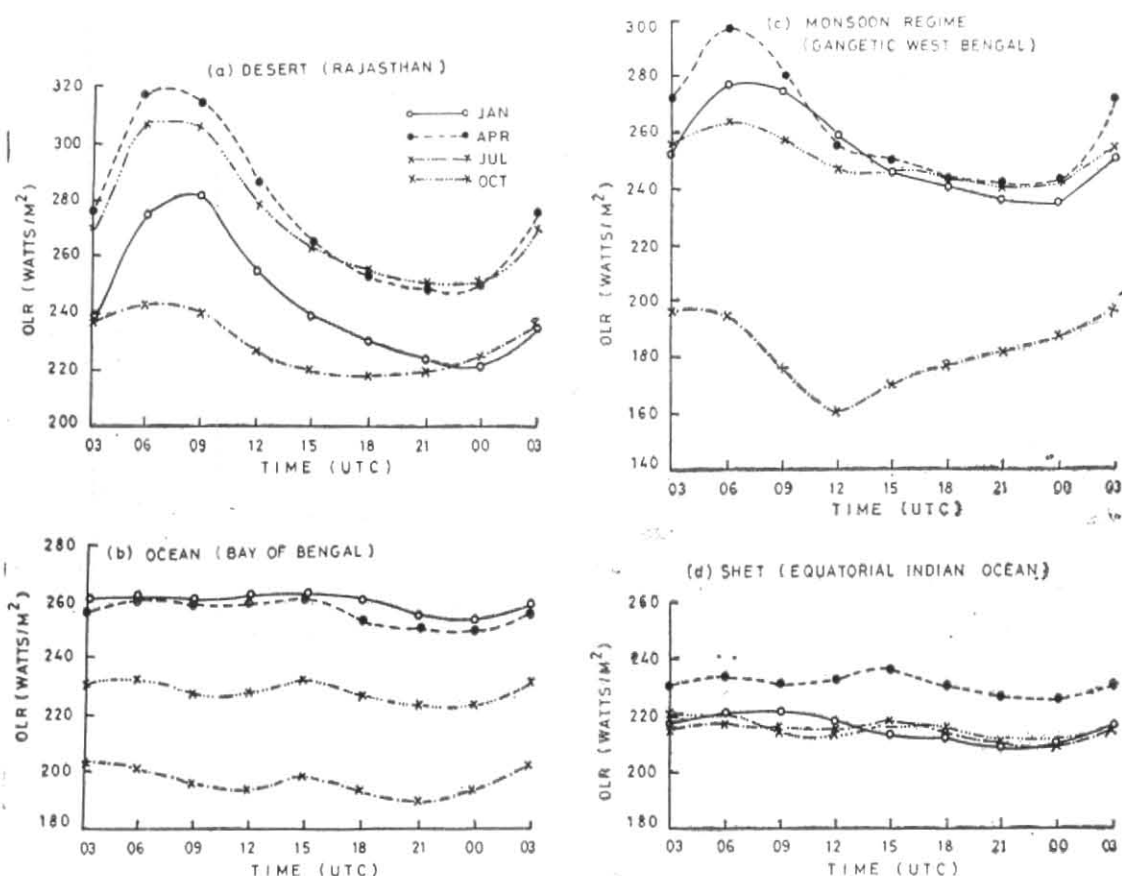 (a) DESERT (RAJASTHAN)
320
300
280
260
240
220
200
OLR (WATTS/M²)
JAN
APR
JUL
OCT
03 06 09 12 15 18 21 00 03
TIME (UTC)
(c) MONSOON REGIME
(GANGETIC WEST BENGAL)
300
280
260
240
220
200
180
160
140
OLR (WATTS/M²)
03 06 09 12 15 18 21 00 03
TIME (UTC)
(b) OCEAN (BAY OF BENGAL)
280
260
240
220
200
180
OLR (WATTS/M²)
03 06 09 12 15 18 21 00 03
TIME (UTC)
(d) SHET (EQUATORIAL INDIAN OCEAN)
260
240
220
200
180
OLR (WATTS/M²)
03 06 09 12 15 18 21 00 03
TIME (UTC)